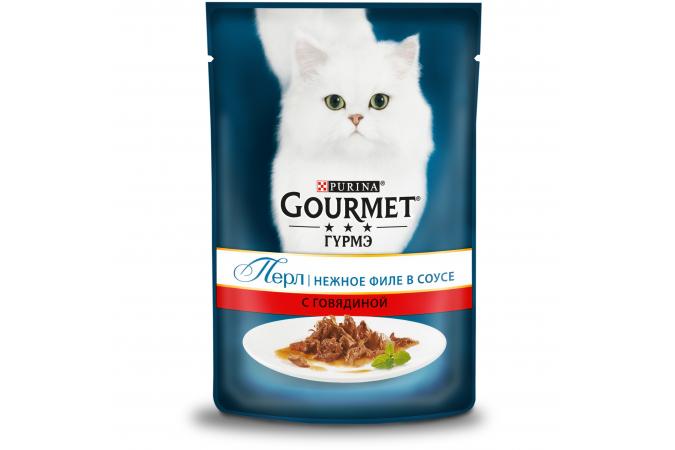 PURINA®
GOURMET®
ГУРМЭ
Перл | НЕЖНОЕ ФИЛЕ В СОУСЕ
С ГОВЯДИНОЙ